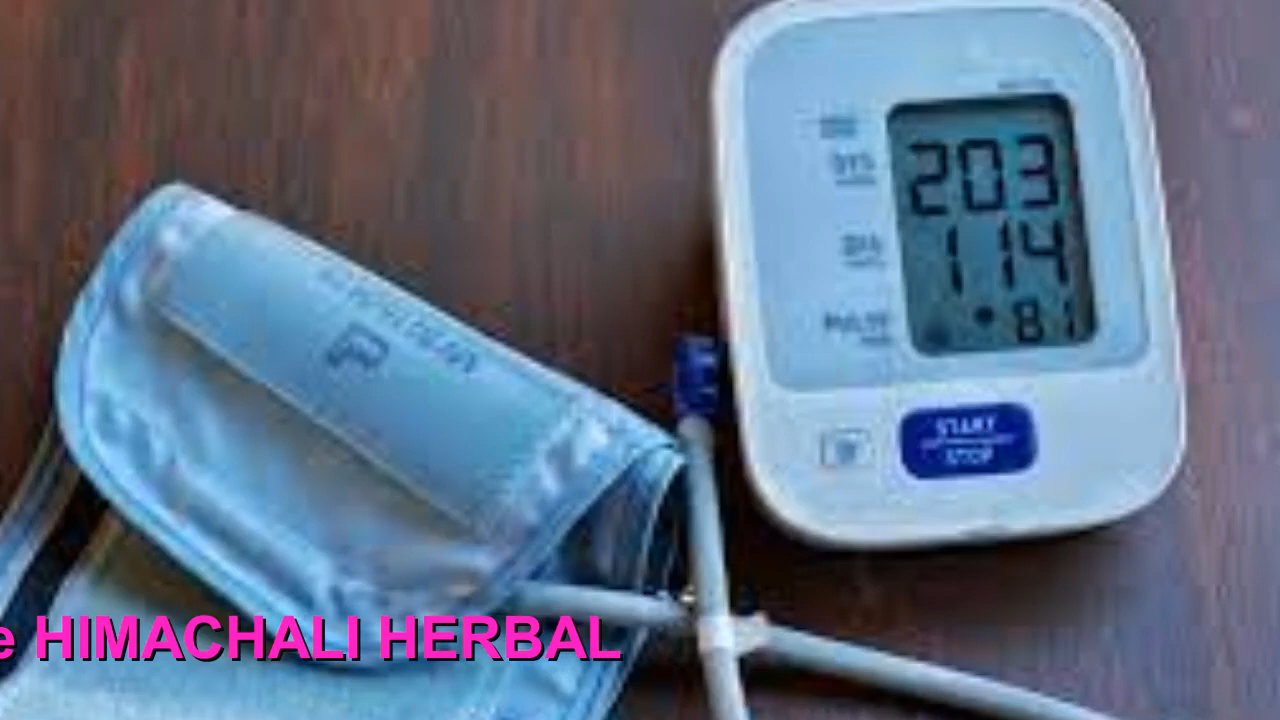 SYS
203
DIA
114
PULSE
81
START
STOP
e HIMACHALI HERBAL